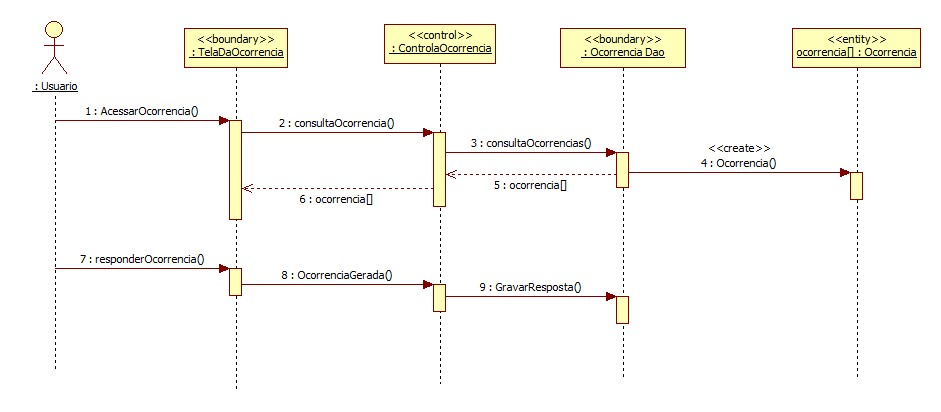 <<boundary>>
: TelaDaOcorrencia
<<control>>
: ControlaOcorrencia
<<boundary>>
: Ocorrencia Dao
<<entity>>
ocorrencia[] : Ocorrencia
: Usuario
1 : AcessarOcorrencia()
2 : consultaOcorrencia()
3 : consultaOcorrencias()
<<create>>
4 : Ocorrencia()
5 : ocorrencia[]
6 : ocorrencia[]
7 : responderOcorrencia()
8 : OcorrenciaGerada()
9 : GravarResposta()